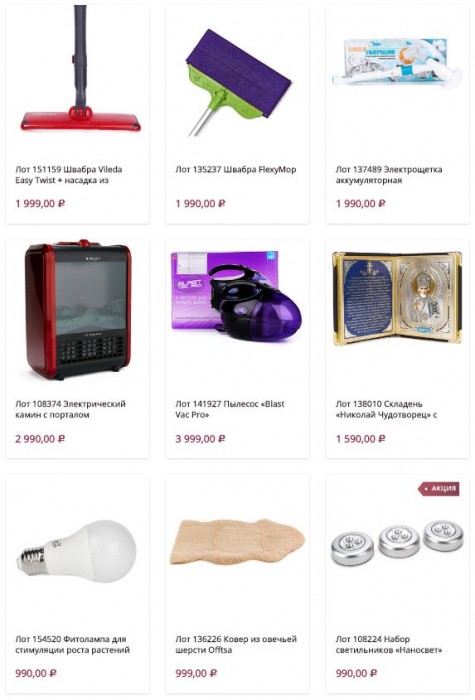 Лот 151159 Швабра Vileda
Easy Twist + насадка из
1 999,00 ₽
Лот 135237 Швабра FlexyMop
1 990,00 ₽
Лот 137489 Электрощетка
аккумуляторная
1 990,00 ₽
Лот 108374 Электрический
камин с порталом
2 990,00 ₽
BLAST
Лот 141927 Пылесос «Blast
Vac Pro»
3 999,00 ₽
Лот 138010 Складень
«Николай Чудотворец» с
1 590,00 ₽
Лот 154520 Фитолампа для
стимуляции роста растений
990,00 ₽
Лот 136226 Ковер из овечьей
шерсти Offtsa
999,00 ₽
АКЦИЯ
Лот 108224 Набор
светильников «Наносвет»
990,00 ₽